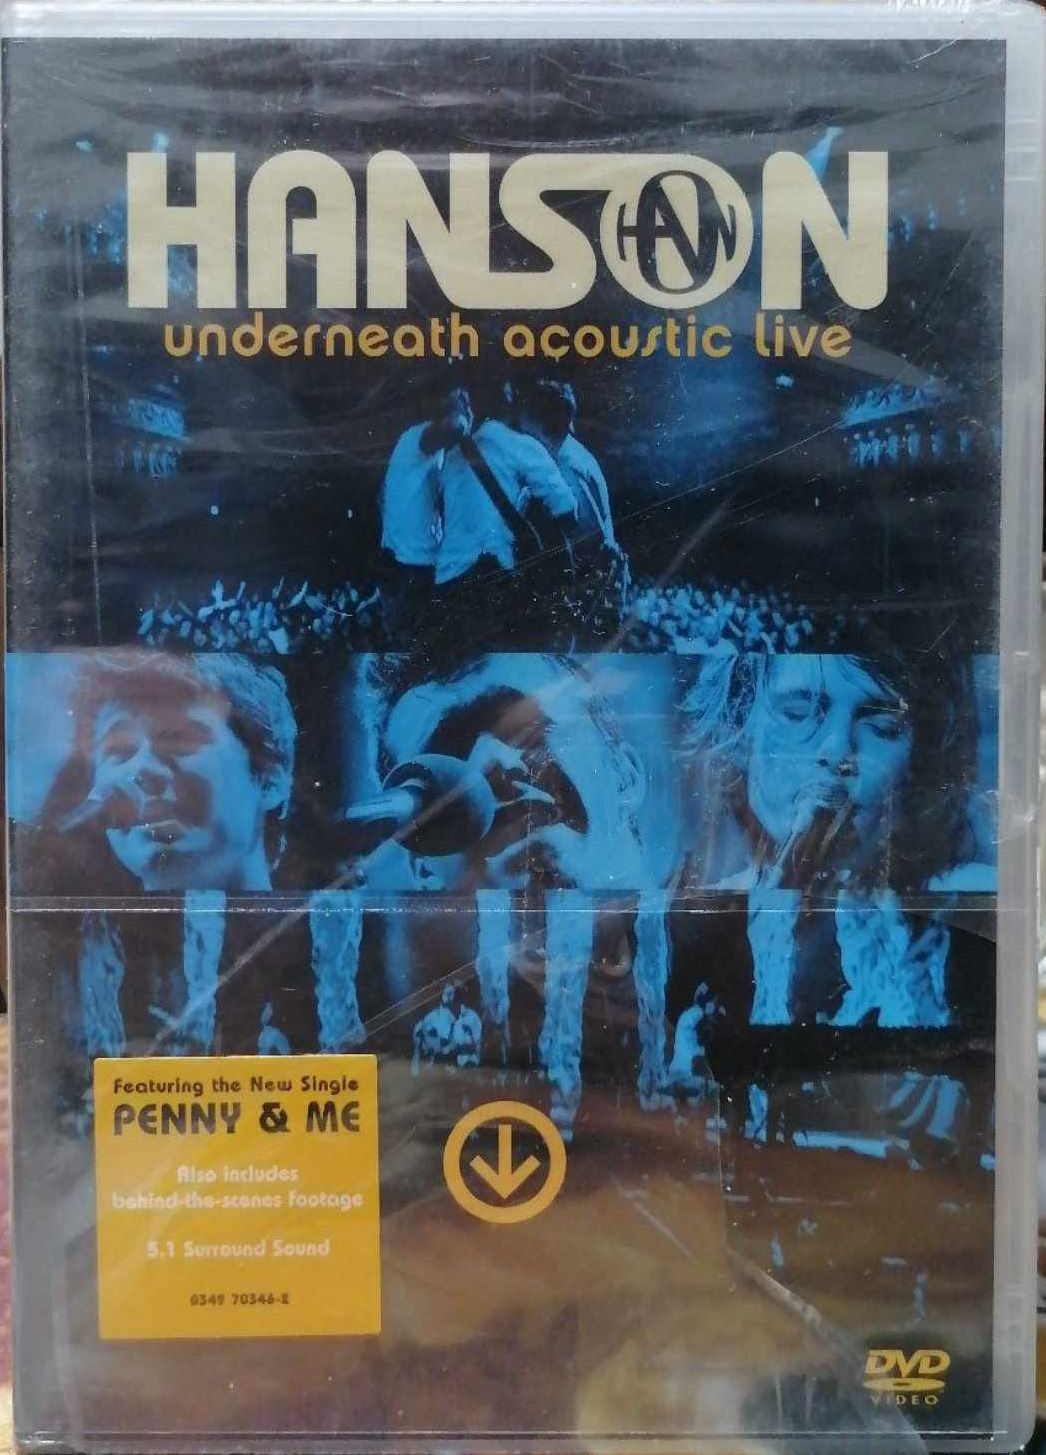 HANSON
HAN
underneath acoustic live
Featuring the New Single
PENNY & ME
Also includes
behind-the-scenes footage
5.1 Surround Sound
0349 70346-2
DVD
VIDEO